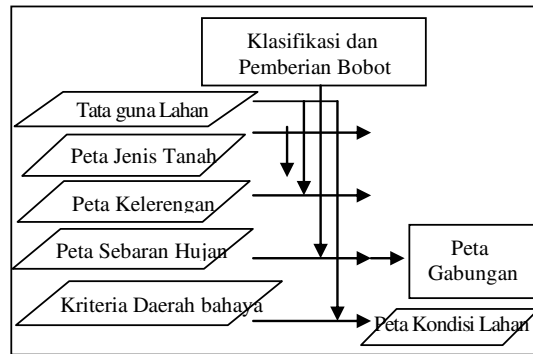 Klasifikasi dan
Pemberian Bobot
Tata guna Lahan
Peta Jenis Tanah
Peta Kelerengan
Peta Sebaran Hujan
Peta
Gabungan
Kriteria Daerah bahaya
Peta Kondisi Lahan